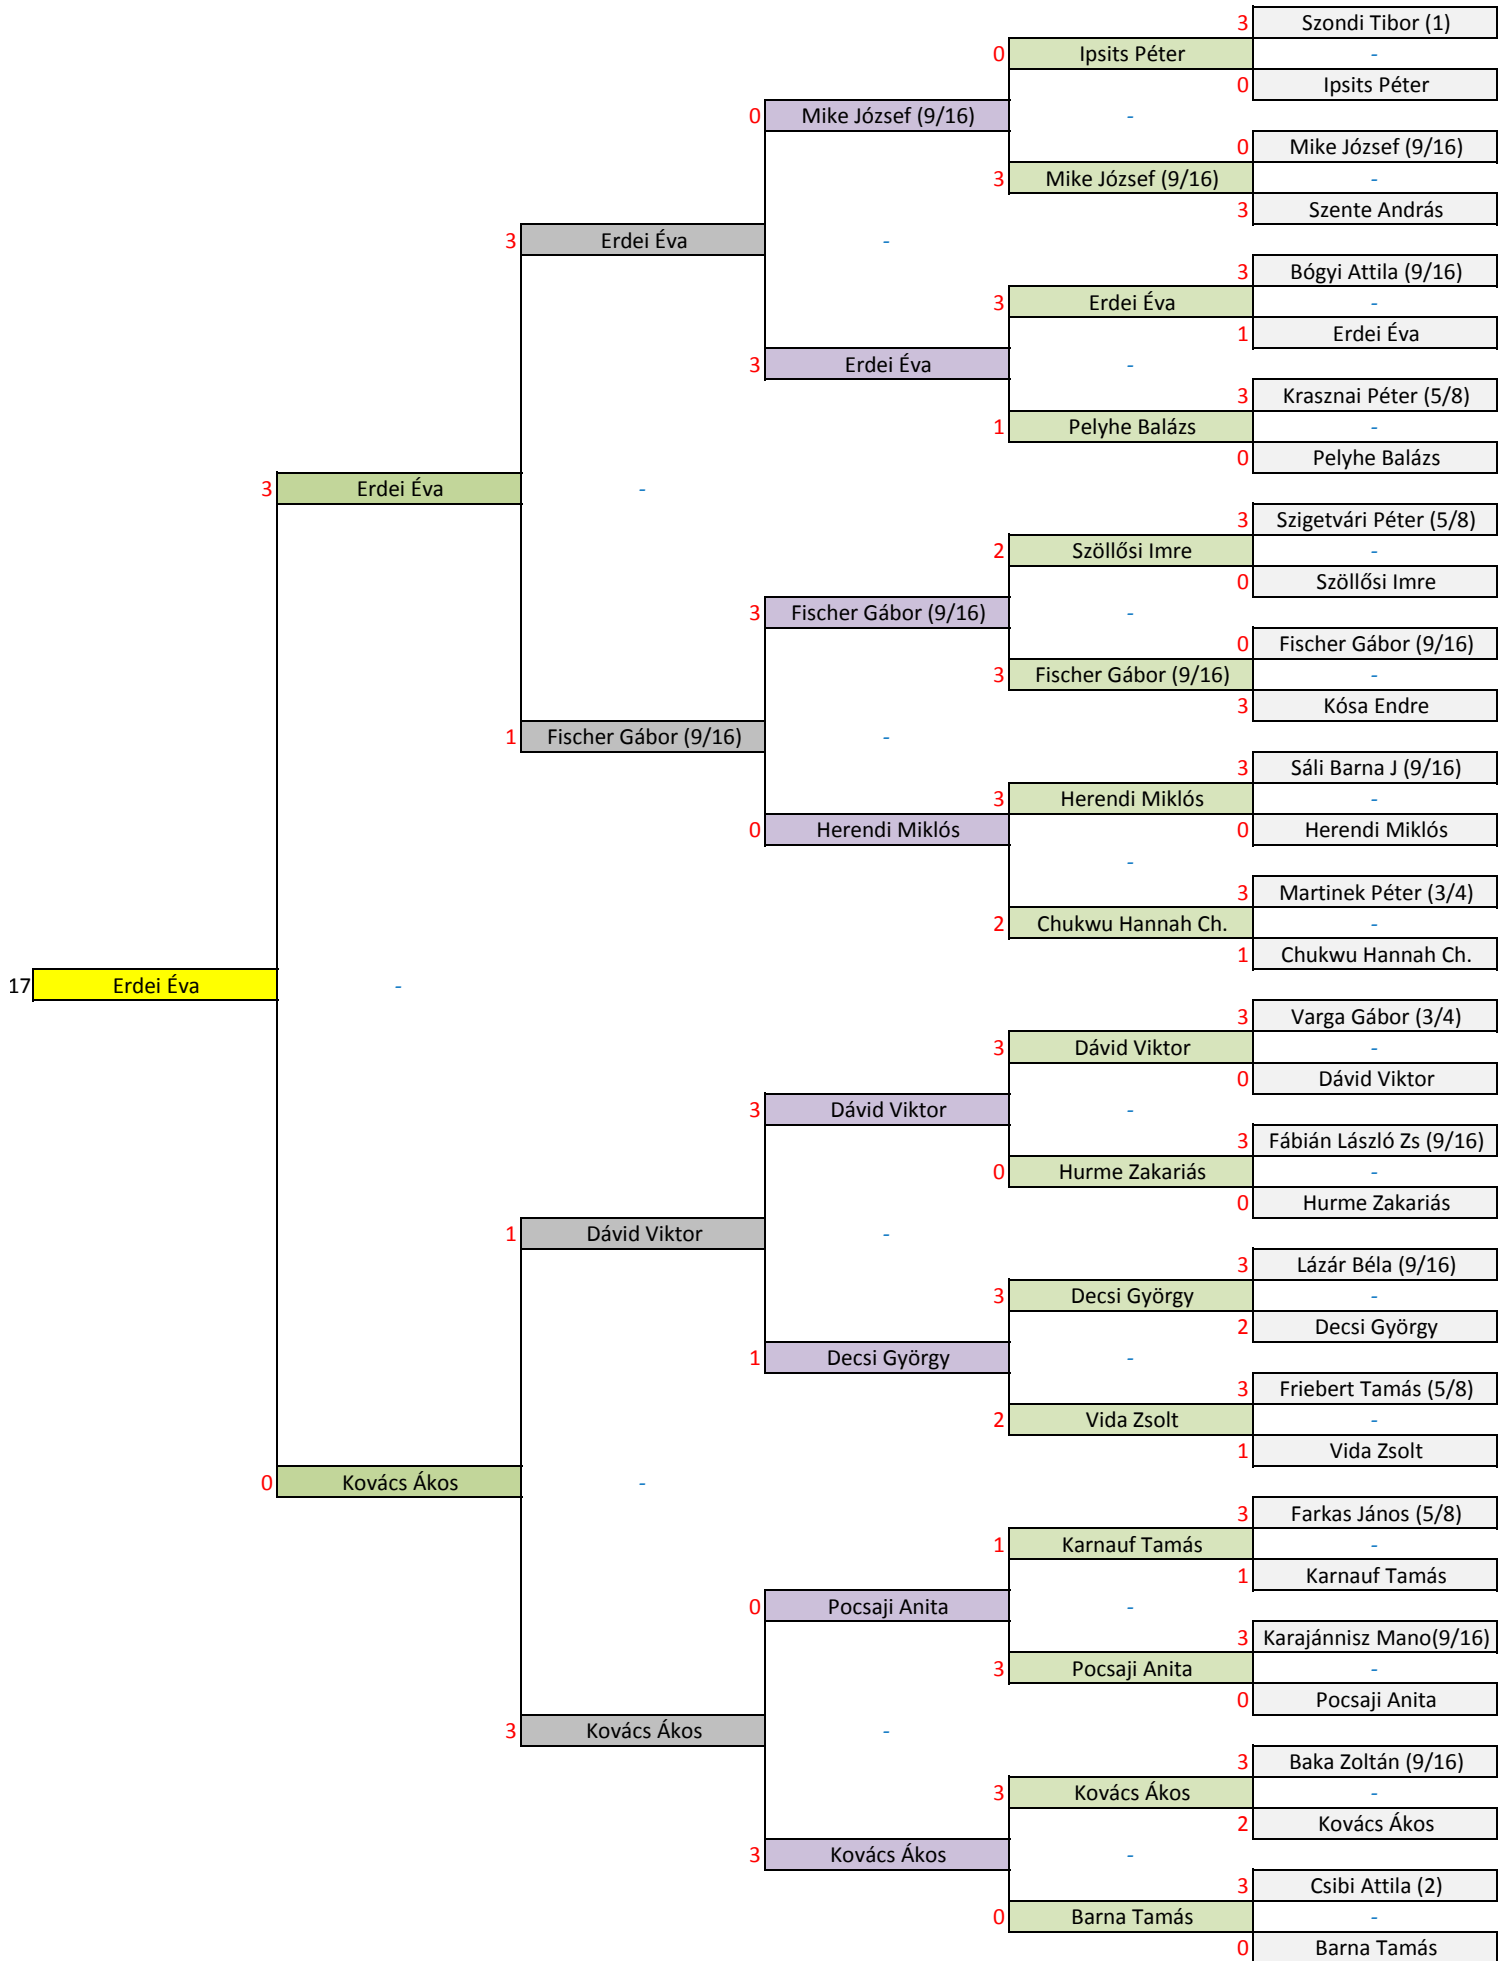 3 Szondi Tibor (1)
0 Ipsits Péter -
0 Ipsits Péter
0 Mike József (9/16) -
0 Mike József (9/16)
3 Mike József (9/16) -
3 Szente András
3 Erdei Éva -
3 Bógyi Attila (9/16)
3 Erdei Éva -
1 Erdei Éva
3 Erdei Éva -
3 Krasznai Péter (5/8)
1 Pelyhe Balázs -
0 Pelyhe Balázs
3 Erdei Éva -
3 Szigetvári Péter (5/8)
2 Szöllősi Imre -
0 Szöllősi Imre
3 Fischer Gábor (9/16) -
0 Fischer Gábor (9/16)
3 Fischer Gábor (9/16) -
3 Kósa Endre
1 Fischer Gábor (9/16) -
3 Sáli Barna J (9/16)
3 Herendi Miklós -
0 Herendi Miklós 0 Herendi Miklós
-
3 Martinek Péter (3/4)
2 Chukwu Hannah Ch. -
1 Chukwu Hannah Ch.
17 Erdei Éva -
3 Varga Gábor (3/4)
3 Dávid Viktor -
0 Dávid Viktor
3 Dávid Viktor -
3 Fábián László Zs (9/16)
0 Hurme Zakariás -
0 Hurme Zakariás
1 Dávid Viktor -
3 Lázár Béla (9/16)
3 Decsi György -
2 Decsi György
1 Decsi György -
3 Friebert Tamás (5/8)
2 Vida Zsolt -
1 Vida Zsolt
0 Kovács Ákos -
3 Farkas János (5/8)
1 Karnauf Tamás -
1 Karnauf Tamás
0 Pocsaji Anita -
3 Karajánnisz Mano(9/16)
3 Pocsaji Anita -
0 Pocsaji Anita
3 Kovács Ákos -
3 Baka Zoltán (9/16)
3 Kovács Ákos -
2 Kovács Ákos
3 Kovács Ákos -
3 Csibi Attila (2)
0 Barna Tamás -
0 Barna Tamás